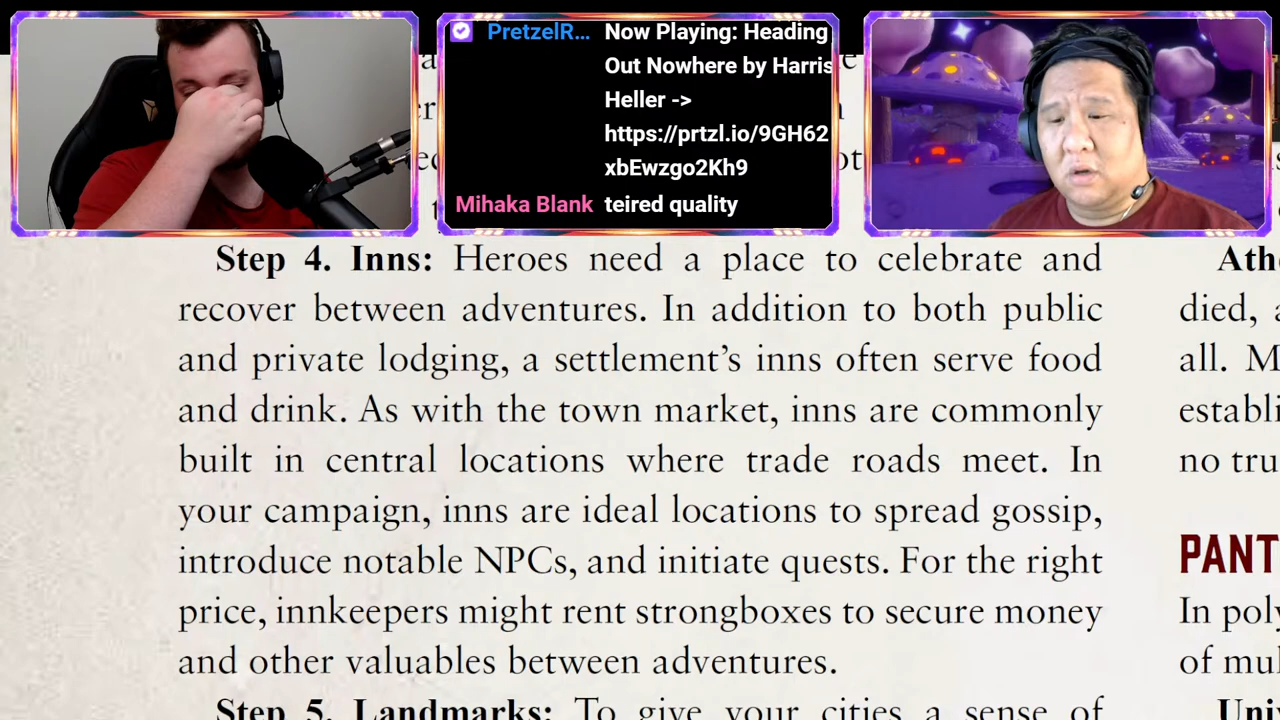 PretzelR... Now Playing: Heading
Out Nowhere by Harris
Heller ->
https://prtzl.io/9GH62
xbEwzgo2Kh9
Mihaka Blank teired quality
Step 4. Inns: Heroes need a place to celebrate and
recover between adventures. In addition to both public
and private lodging, a settlement's inns often serve food
and drink. As with the town market, inns are commonly
built in central locations where trade roads meet. In
your campaign, inns are ideal locations to spread gossip,
introduce notable NPCs, and initiate quests. For the right
price, innkeepers might rent strongboxes to secure money
and other valuables between adventures.
Step 5. Landmarks: To give your cities a sense of
died,
all.
PANT
In
of